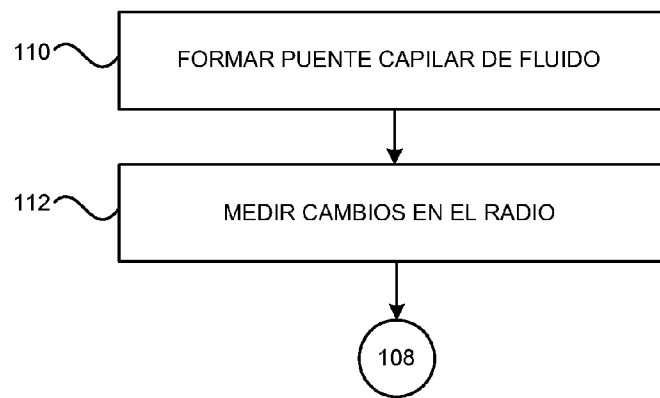 110
FORMAR PUENTE CAPILAR DE FLUIDO
112
MEDIR CAMBIOS EN EL RADIO
108